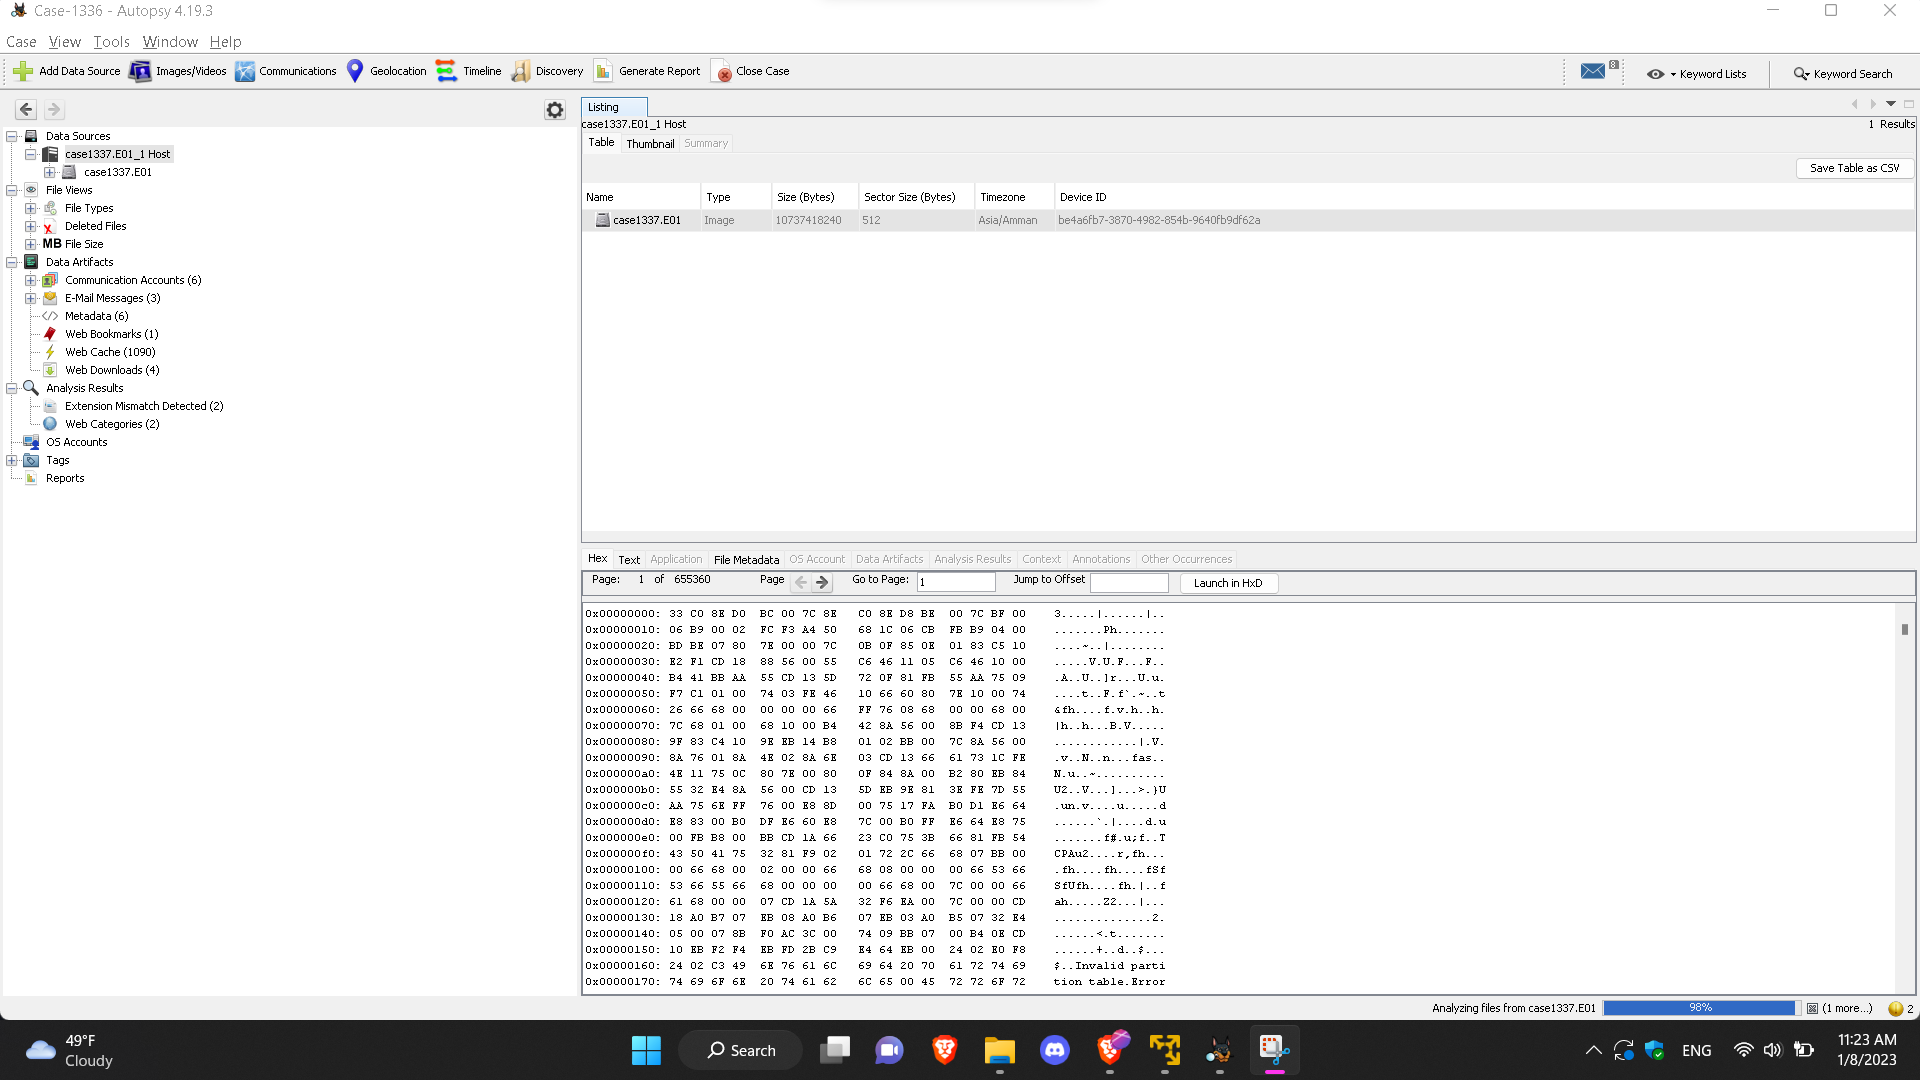 Case-1336 - Autopsy 4.19.3
Case View Tools Window Help
Add Data Source Images/Videos Communications Geolocation Timeline Discovery Generate Report Close Case 8 Keyword Lists Keyword Search
Data Sources
case1337.E01_1 Host
case1337.E01
File Views
File Types
Deleted Files
MB File Size
Data Artifacts
Communication Accounts (6)
E-Mail Messages (3)
Metadata (6)
Web Bookmarks (1)
Web Cache (1090)
Web Downloads (4)
Analysis Results
Extension Mismatch Detected (2)
Web Categories (2)
OS Accounts
Tags
Reports
Listing
case1337.E01_1 Host 1 Results
Table Thumbnail Summary
Save Table as CSV
Name Type Size (Bytes) Sector Size (Bytes) Timezone Device ID
case1337.E01 Image 10737418240 512 Asia/Amman be4a6fb7-3870-4982-854b-9640fb9df62a
Hex Text Application File Metadata OS Account Data Artifacts Analysis Results Context Annotations Other Occurrences
Page: 1 of 655360 Page Go to Page: 1 Jump to Offset Launch in HxD
0x00000000: 33 C0 8E D0 BC 00 7C 8E C0 8E D8 BE 00 7C BF 00 3.....|......|..
0x00000010: 06 B9 00 02 FC F3 A4 50 68 1C 06 CB FB B9 04 00 .......Ph.......
0x00000020: BD BE 07 80 7E 00 00 7C 0B 0F 85 0E 01 83 C5 10 ....~..|........
0x00000030: E2 F1 CD 18 88 56 00 55 C6 46 11 05 C6 46 10 00 .....V.U.F...F..
0x00000040: B4 41 BB AA 55 CD 13 5D 72 0F 81 FB 55 AA 75 09 .A..U..]r...U.u.
0x00000050: F7 C1 01 00 74 03 FE 46 10 66 60 80 7E 10 00 74 ....t..F.f`.~..t
0x00000060: 26 66 68 00 00 00 00 66 FF 76 08 68 00 00 68 00 &fh....f.v.h..h.
0x00000070: 7C 68 01 00 68 10 00 B4 42 8A 56 00 8B F4 CD 13 |h..h...B.V.....
0x00000080: 9F 83 C4 10 9E EB 14 B8 01 02 BB 00 7C 8A 56 00 ............|.V.
0x00000090: 8A 76 01 8A 4E 02 8A 6E 03 CD 13 66 61 73 1C FE .v..N..n...fas..
0x000000a0: 4E 11 75 0C 80 7E 00 80 0F 84 8A 00 B2 80 EB 84 N.u..~..........
0x000000b0: 55 32 E4 8A 56 00 CD 13 5D EB 9E 81 3E FE 7D 55 U2..V...]...>.}U
0x000000c0: AA 75 6E FF 76 00 E8 8D 00 75 17 FA B0 D1 E6 64 .un.v....u.....d
0x000000d0: E8 83 00 B0 DF E6 60 E8 7C 00 B0 FF E6 64 E8 75 ......`.|....d.u
0x000000e0: 00 FB B8 00 BB CD 1A 66 23 C0 75 3B 66 81 FB 54 .......f#.u;f..T
0x000000f0: 43 50 41 75 32 81 F9 02 01 72 2C 66 68 07 BB 00 CPAu2....r,fh...
0x00000100: 00 66 68 00 02 00 00 66 68 08 00 00 00 66 53 66 .fh....fh....fSf
0x00000110: 53 66 55 66 68 00 00 00 00 66 68 00 7C 00 00 66 SfUfh....fh.|..f
0x00000120: 61 68 00 00 07 CD 1A 5A 32 F6 EA 00 7C 00 00 CD ah.....Z2...|...
0x00000130: 18 A0 B7 07 EB 08 A0 B6 07 EB 03 A0 B5 07 32 E4 ..............2.
0x00000140: 05 00 07 8B F0 AC 3C 00 74 09 BB 07 00 B4 0E CD ......<.t.......
0x00000150: 10 EB F2 F4 EB FD 2B C9 E4 64 EB 00 24 02 E0 F8 ......+..d..$...
0x00000160: 24 02 C3 49 6E 76 61 6C 69 64 20 70 61 72 74 69 $..Invalid parti
0x00000170: 74 69 6F 6E 20 74 61 62 6C 65 00 45 72 72 6F 72 tion table.Error
Analyzing files from case1337.E01 98% (1 more...) 2
49°F
Cloudy
Search
ENG
11:23 AM
1/8/2023